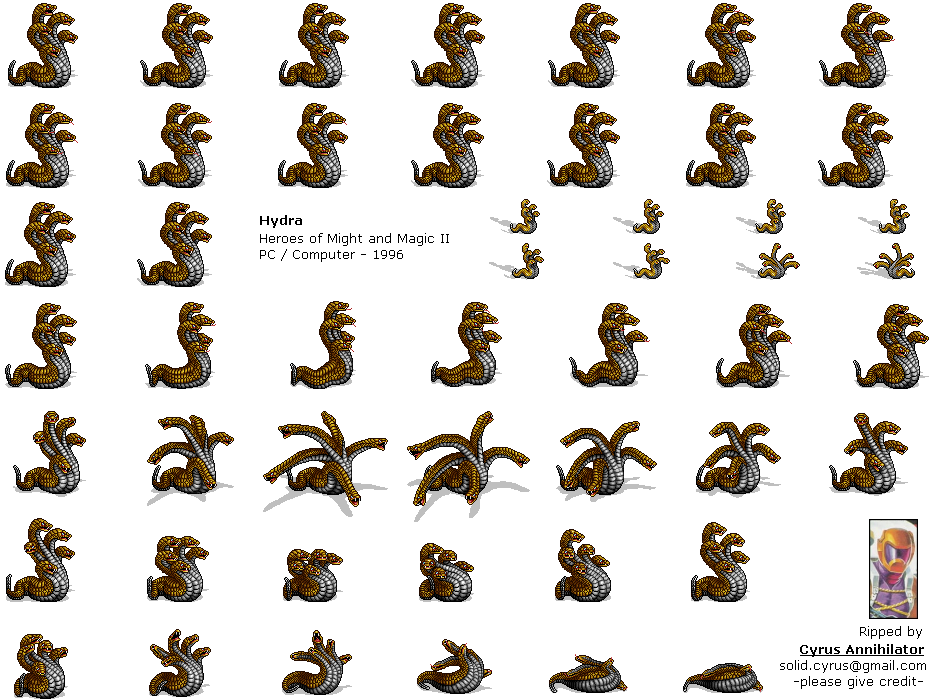 Hydra
Heroes of Might and Magic II
PC / Computer - 1996
Ripped by
Cyrus Annihilator
solid.cyrus@gmail.com
-please give credit-